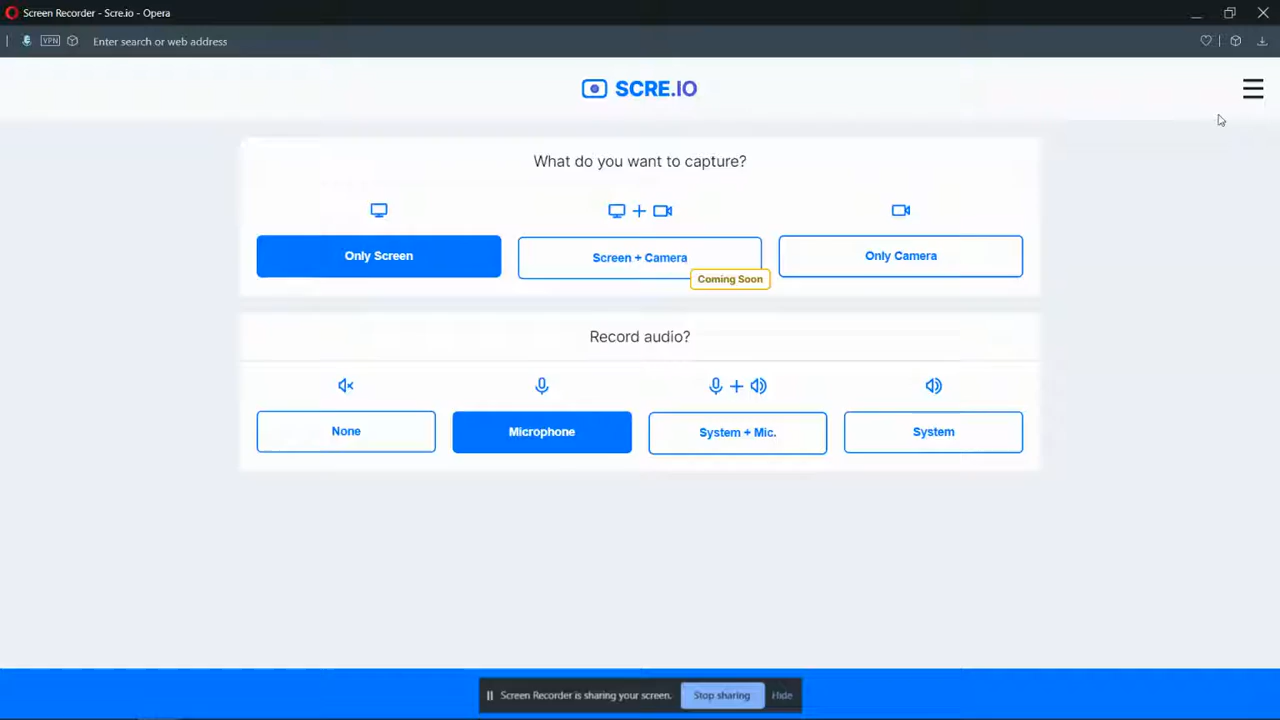 Screen Recorder - Scre.io - Opera
VPN Enter search or web address
SCRE.IO
What do you want to capture?
Only Screen
Screen + Camera
Only Camera
Coming Soon
Record audio?
None
Microphone
System + Mic.
System
Screen Recorder is sharing your screen. Stop sharing Hide